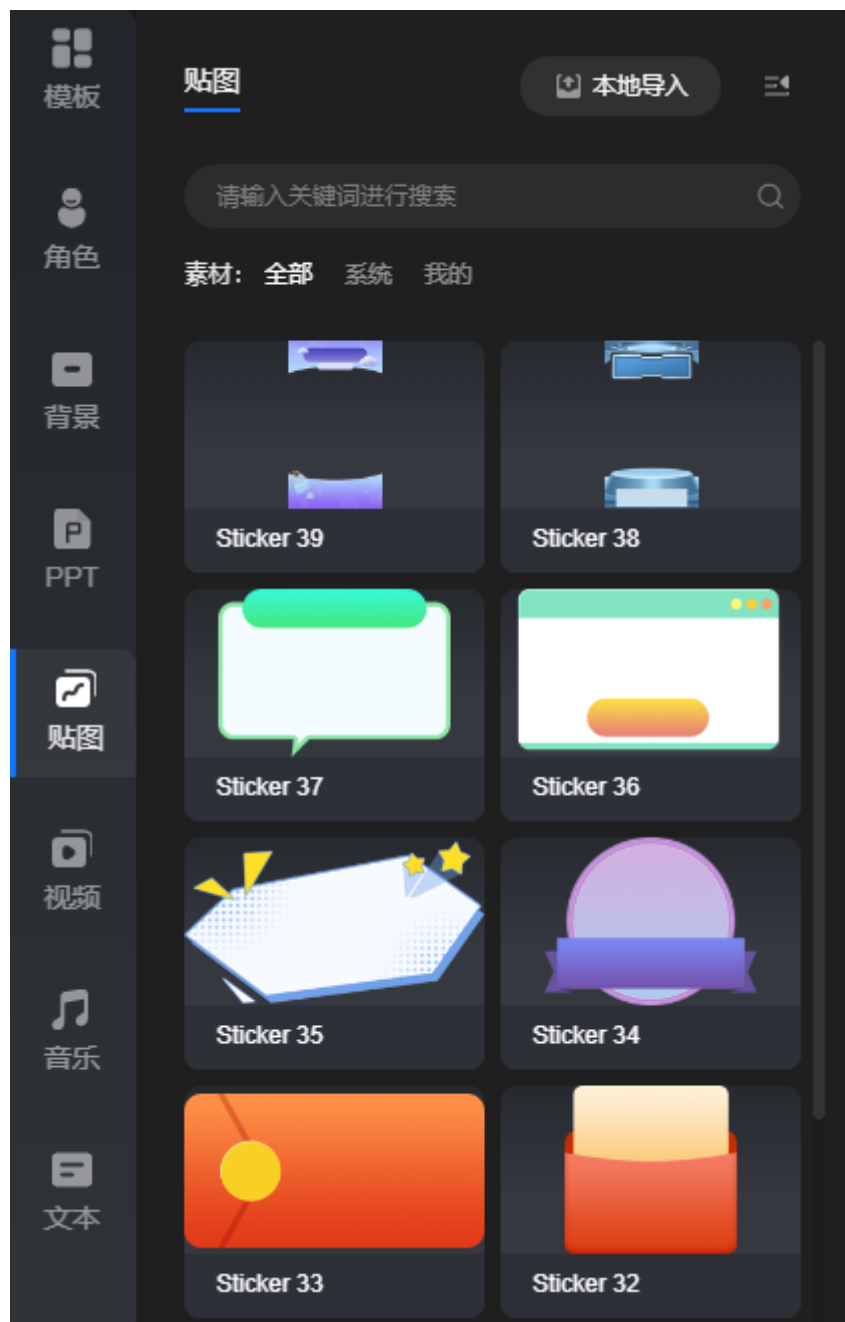 模板
角色
背景
PPT
贴图
视频
音乐
文本
贴图
本地导入
请输入关键词进行搜索
素材： 全部 系统 我的
Sticker 39
Sticker 38
Sticker 37
Sticker 36
Sticker 35
Sticker 34
Sticker 33
Sticker 32